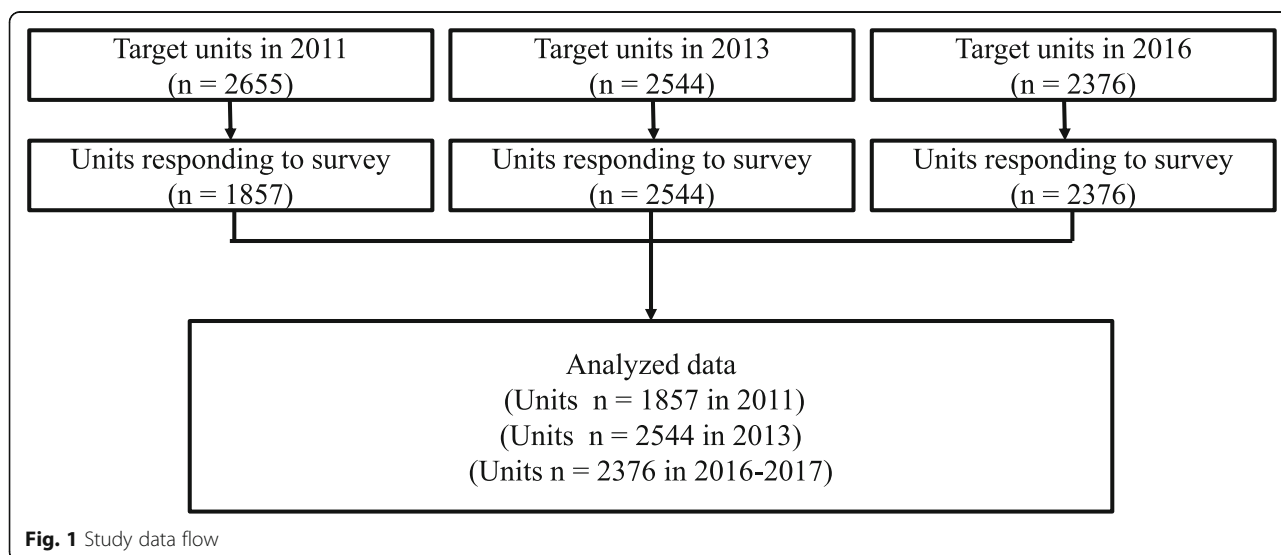 Target units in 2011
(n = 2655)
Target units in 2013
(n = 2544)
Target units in 2016
(n = 2376)
Units responding to survey
(n = 1857)
Units responding to survey
(n = 2544)
Units responding to survey
(n = 2376)
Analyzed data
(Units n = 1857 in 2011)
(Units n = 2544 in 2013)
(Units n = 2376 in 2016-2017)
Fig. 1 Study data flow